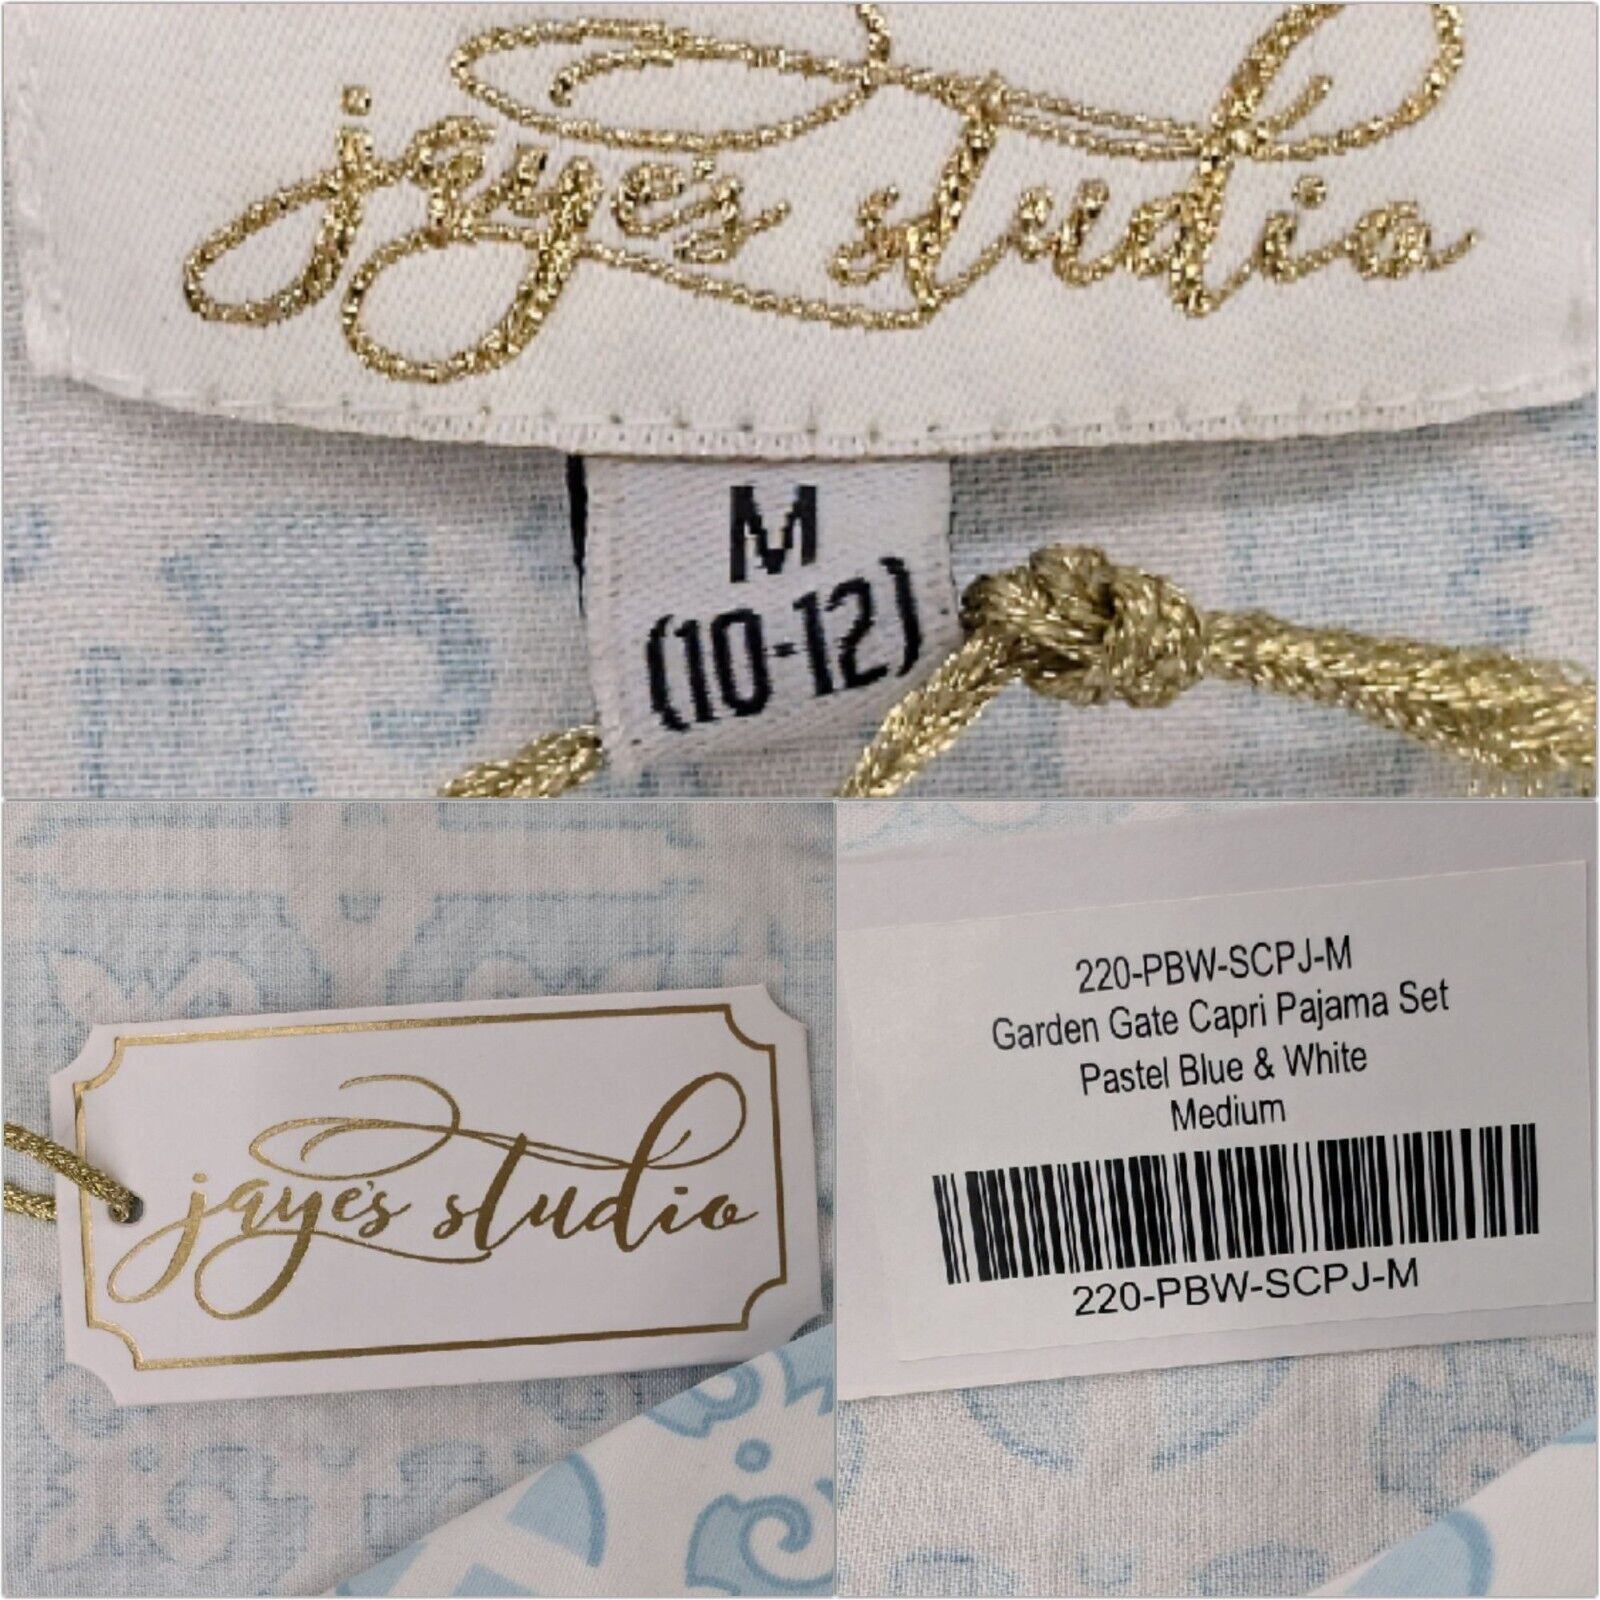 jaye's studio
M
(10-12)
jaye's studio
220-PBW-SCPJ-M
Garden Gate Capri Pajama Set
Pastel Blue & White
Medium
220-PBW-SCPJ-M